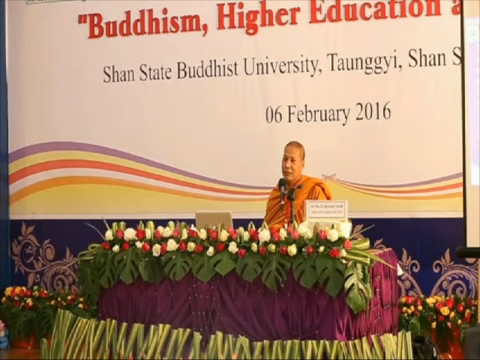 "Buddhism, Higher Education a
Shan State Buddhist University, Taunggyi, Shan S
06 February 2016